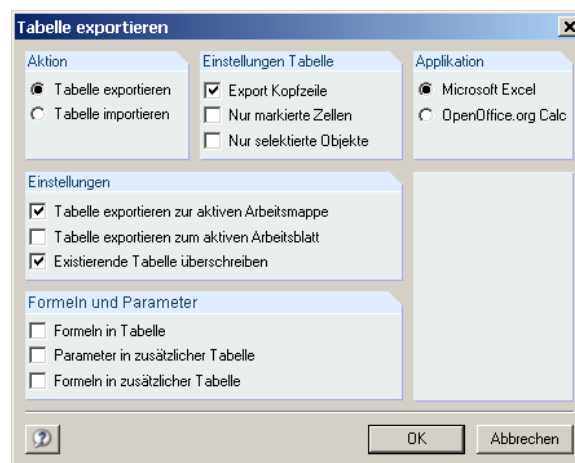 Tabelle exportieren
Aktion
Tabelle exportieren
Tabelle importieren
Einstellungen Tabelle
Export Kopfzeile
Nur markierte Zellen
Nur selektierte Objekte
Applikation
Microsoft Excel
OpenOffice.org Calc
Einstellungen
Tabelle exportieren zur aktiven Arbeitsmappe
Tabelle exportieren zum aktiven Arbeitsblatt
Existierende Tabelle überschreiben
Formeln und Parameter
Formeln in Tabelle
Parameter in zusätzlicher Tabelle
Formeln in zusätzlicher Tabelle
OK
Abbrechen